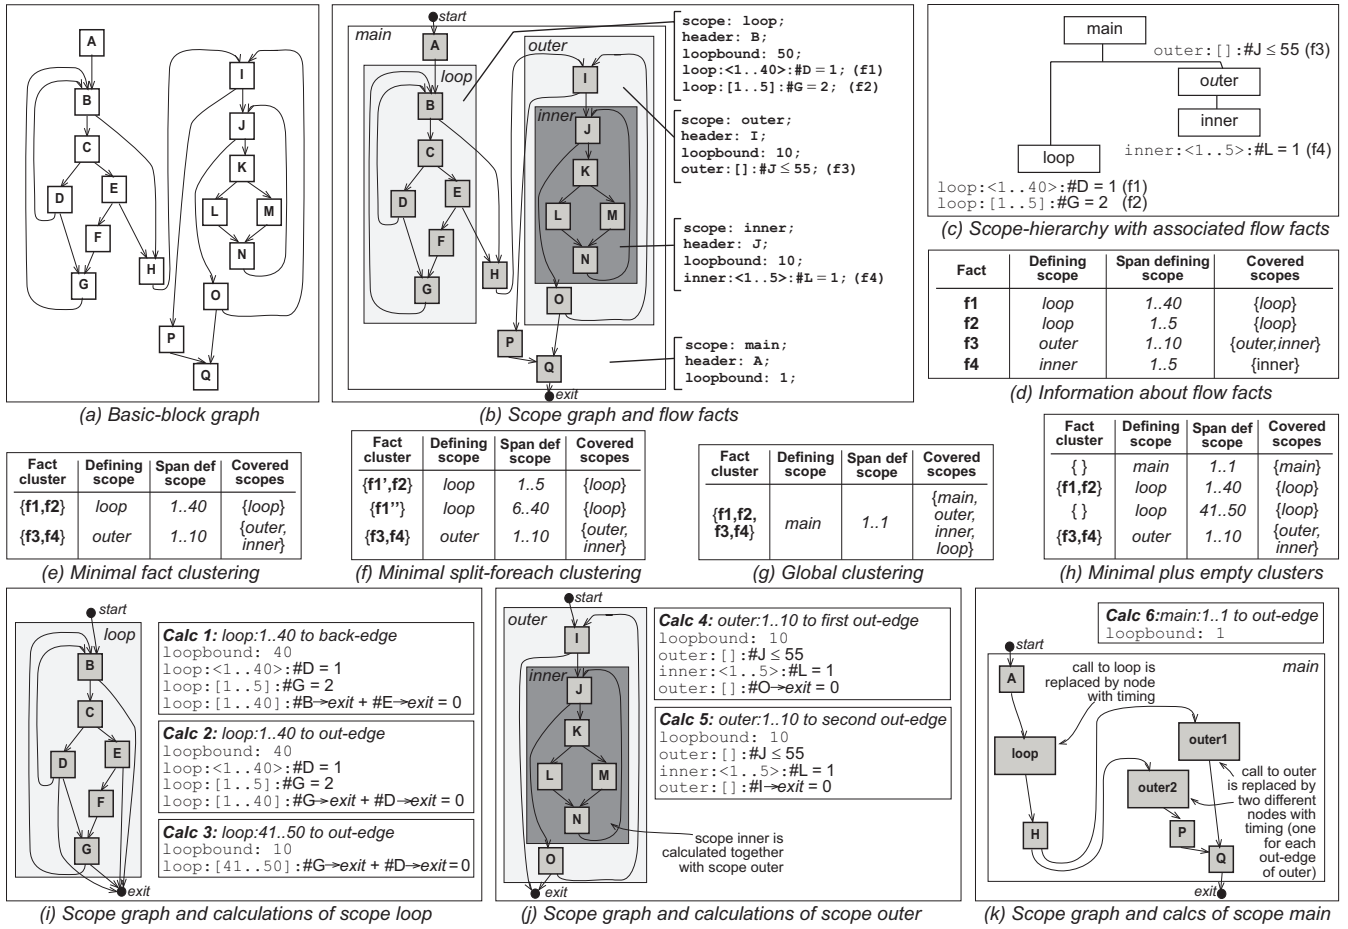 A
B
C
D
E
F
G
H
I
J
K
L
M
N
O
P
Q
(a) Basic-block graph
start
main
A
loop
B
C
D
E
F
G
H
outer
I
inner
J
K
L
M
N
O
P
Q
exit
scope: loop;
header: B;
loopbound: 50;
loop:<1..40>:#D = 1; (f1)
loop:[1..5]:#G = 2; (f2)
scope: outer;
header: I;
loopbound: 10;
outer:[]:#J ≤ 55; (f3)
scope: inner;
header: J;
loopbound: 10;
inner:<1..5>:#L = 1; (f4)
scope: main;
header: A;
loopbound: 1;
(b) Scope graph and flow facts
main
outer:[]:#J ≤ 55 (f3)
outer
inner
inner:<1..5>:#L = 1 (f4)
loop
loop:<1..40>:#D = 1 (f1)
loop:[1..5]:#G = 2 (f2)
(c) Scope-hierarchy with associated flow facts
Fact Defining scope Span defining scope Covered scopes
f1 loop 1..40 {loop}
f2 loop 1..5 {loop}
f3 outer 1..10 {outer,inner}
f4 inner 1..5 {inner}
(d) Information about flow facts
Fact cluster Defining scope Span def scope Covered scopes
{f1,f2} loop 1..40 {loop}
{f3,f4} outer 1..10 {outer, inner}
(e) Minimal fact clustering
Fact cluster Defining scope Span def scope Covered scopes
{f1',f2} loop 1..5 {loop}
{f1''} loop 6..40 {loop}
{f3,f4} outer 1..10 {outer, inner}
(f) Minimal split-foreach clustering
Fact cluster Defining scope Span def scope Covered scopes
{f1,f2, f3,f4} main 1..1 {main, outer, inner, loop}
(g) Global clustering
Fact cluster Defining scope Span def scope Covered scopes
{ } main 1..1 {main}
{f1,f2} loop 1..40 {loop}
{ } loop 41..50 {loop}
{f3,f4} outer 1..10 {outer, inner}
(h) Minimal plus empty clusters
start
loop
B
C
D
E
F
G
exit
Calc 1: loop:1..40 to back-edge
loopbound: 40
loop:<1..40>:#D = 1
loop:[1..5]:#G = 2
loop:[1..40]:#B→exit + #E→exit = 0
Calc 2: loop:1..40 to out-edge
loopbound: 40
loop:<1..40>:#D = 1
loop:[1..5]:#G = 2
loop:[1..40]:#G→exit + #D→exit = 0
Calc 3: loop:41..50 to out-edge
loopbound: 10
loop:[41..50]:#G→exit + #D→exit = 0
(i) Scope graph and calculations of scope loop
start
outer
I
inner
J
K
L
M
N
O
exit
Calc 4: outer:1..10 to first out-edge
loopbound: 10
outer:[]:#J ≤ 55
inner:<1..5>:#L = 1
outer:[]:#O→exit = 0
Calc 5: outer:1..10 to second out-edge
loopbound: 10
outer:[]:#J ≤ 55
inner:<1..5>:#L = 1
outer:[]:#I→exit = 0
scope inner is
calculated together
with scope outer
(j) Scope graph and calculations of scope outer
Calc 6:main:1..1 to out-edge
loopbound: 1
start
main
A
call to loop is
replaced by node
with timing
loop
outer1
outer2
H
P
Q
exit
call to outer
is replaced by
two different
nodes with
timing (one
for each
out-edge
of outer)
(k) Scope graph and calcs of scope main